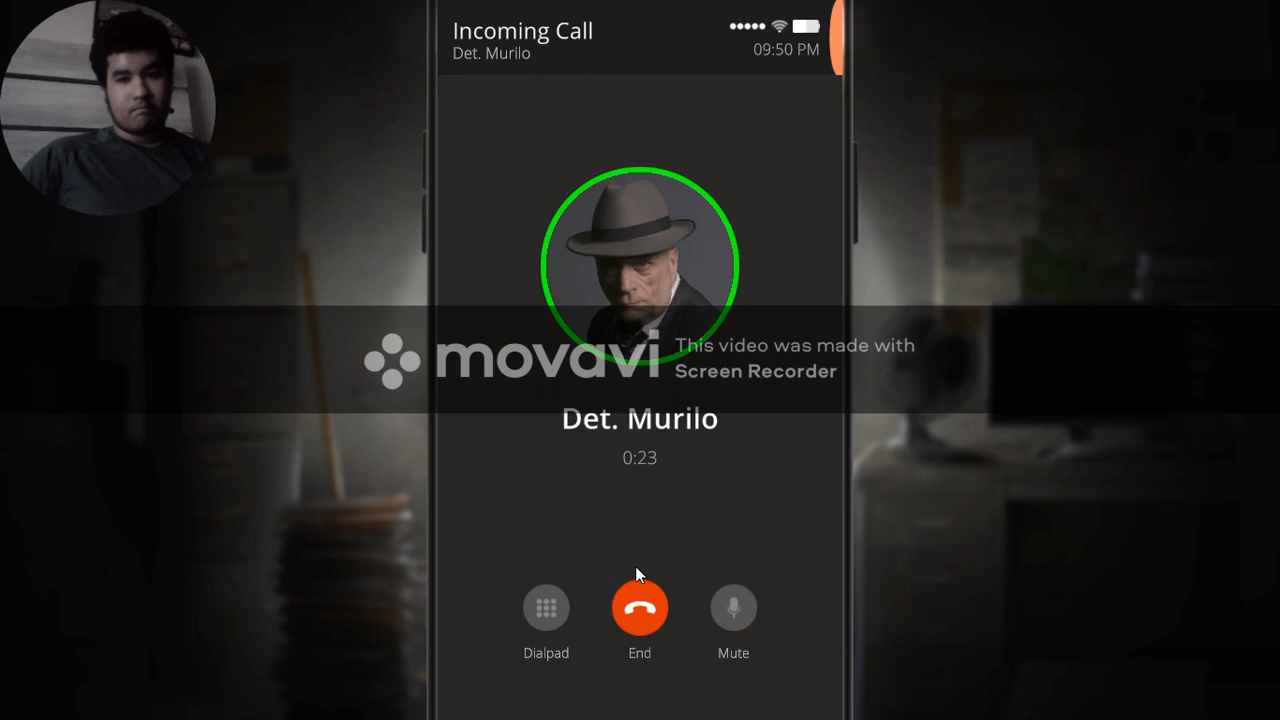 Incoming Call
Det. Murilo
09:50 PM
movavi
This video was made with
Screen Recorder
Det. Murilo
0:23
Dialpad
End
Mute